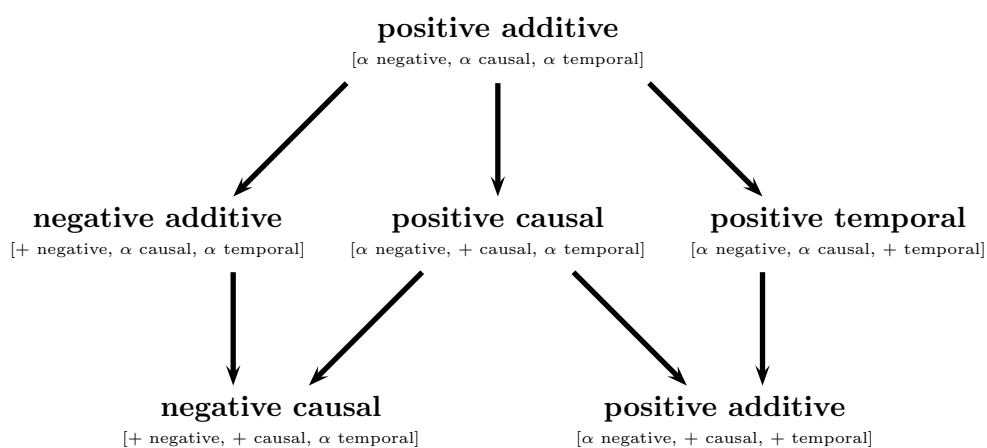 positive additive
[α negative, α causal, α temporal]
negative additive
[+ negative, α causal, α temporal]
positive causal
[α negative, + causal, α temporal]
positive temporal
[α negative, α causal, + temporal]
negative causal
[+ negative, + causal, α temporal]
positive additive
[α negative, + causal, + temporal]